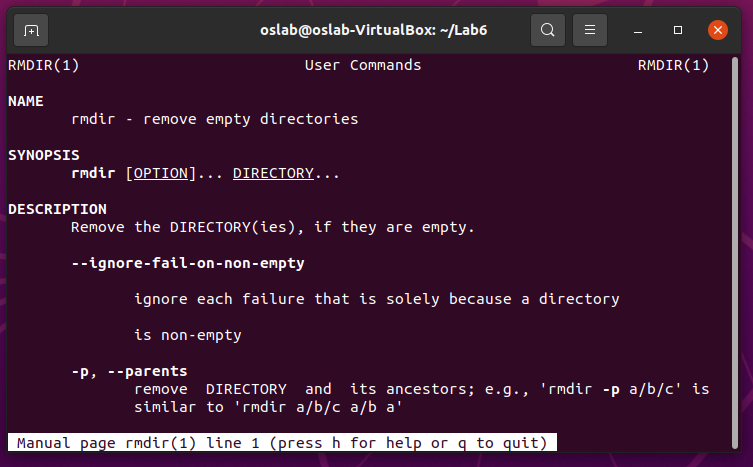 oslab@oslab-VirtualBox: ~/Lab6
RMDIR(1) User Commands RMDIR(1)
NAME
rmdir - remove empty directories
SYNOPSIS
rmdir [OPTION]... DIRECTORY...
DESCRIPTION
Remove the DIRECTORY(ies), if they are empty.
--ignore-fail-on-non-empty
ignore each failure that is solely because a directory
is non-empty
-p, --parents
remove DIRECTORY and its ancestors; e.g., 'rmdir -p a/b/c' is
similar to 'rmdir a/b/c a/b a'
Manual page rmdir(1) line 1 (press h for help or q to quit)